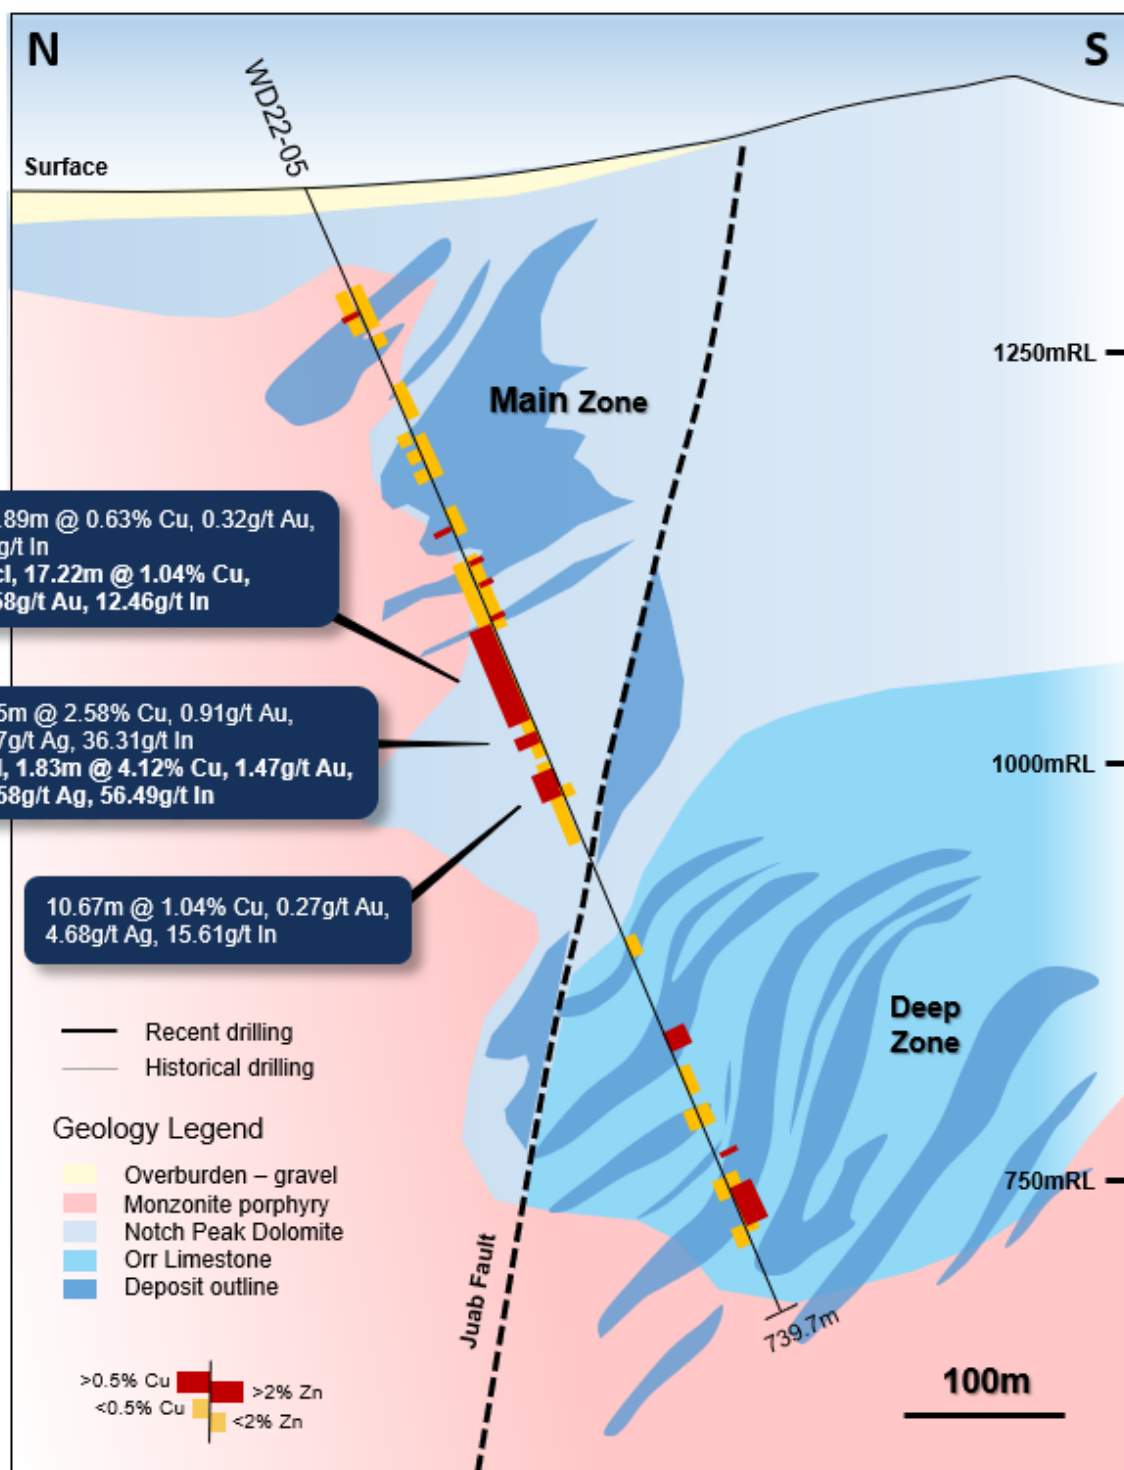 N
S
WD22-05
Surface
1250mRL
Main Zone
.89m @ 0.63% Cu, 0.32g/t Au,
g/t In
17.22m @ 1.04% Cu,
8g/t Au, 12.46g/t In
5m @ 2.58% Cu, 0.91g/t Au,
7g/t Ag, 36.31g/t In
1.83m @ 4.12% Cu, 1.47g/t Au,
58g/t Ag, 56.49g/t In
1000mRL
10.67m @ 1.04% Cu, 0.27g/t Au,
4.68g/t Ag, 15.61g/t In
Deep
Zone
Recent drilling
Historical drilling
Geology Legend
Overburden – gravel
Monzonite porphyry
Notch Peak Dolomite
Orr Limestone
Deposit outline
750mRL
Juab Fault
739.7m
>0.5% Cu
>2% Zn
<0.5% Cu
<2% Zn
100m